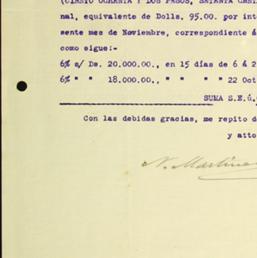 (CIENTO OCHENTA Y DOS PESOS, SETENTA CENT
nal, equivalente de Dolls. 95.00. por inte
sente mes de Noviembre, correspondiente á
como sigue:-
6% s/ Ds. 20,000.00., en 15 días de 6 á 2
6% " " 18,000.00., " " 22 Oct
SUMA S.E.Ú.O
Con las debidas gracias, me repito d
y atto
N. Martínez